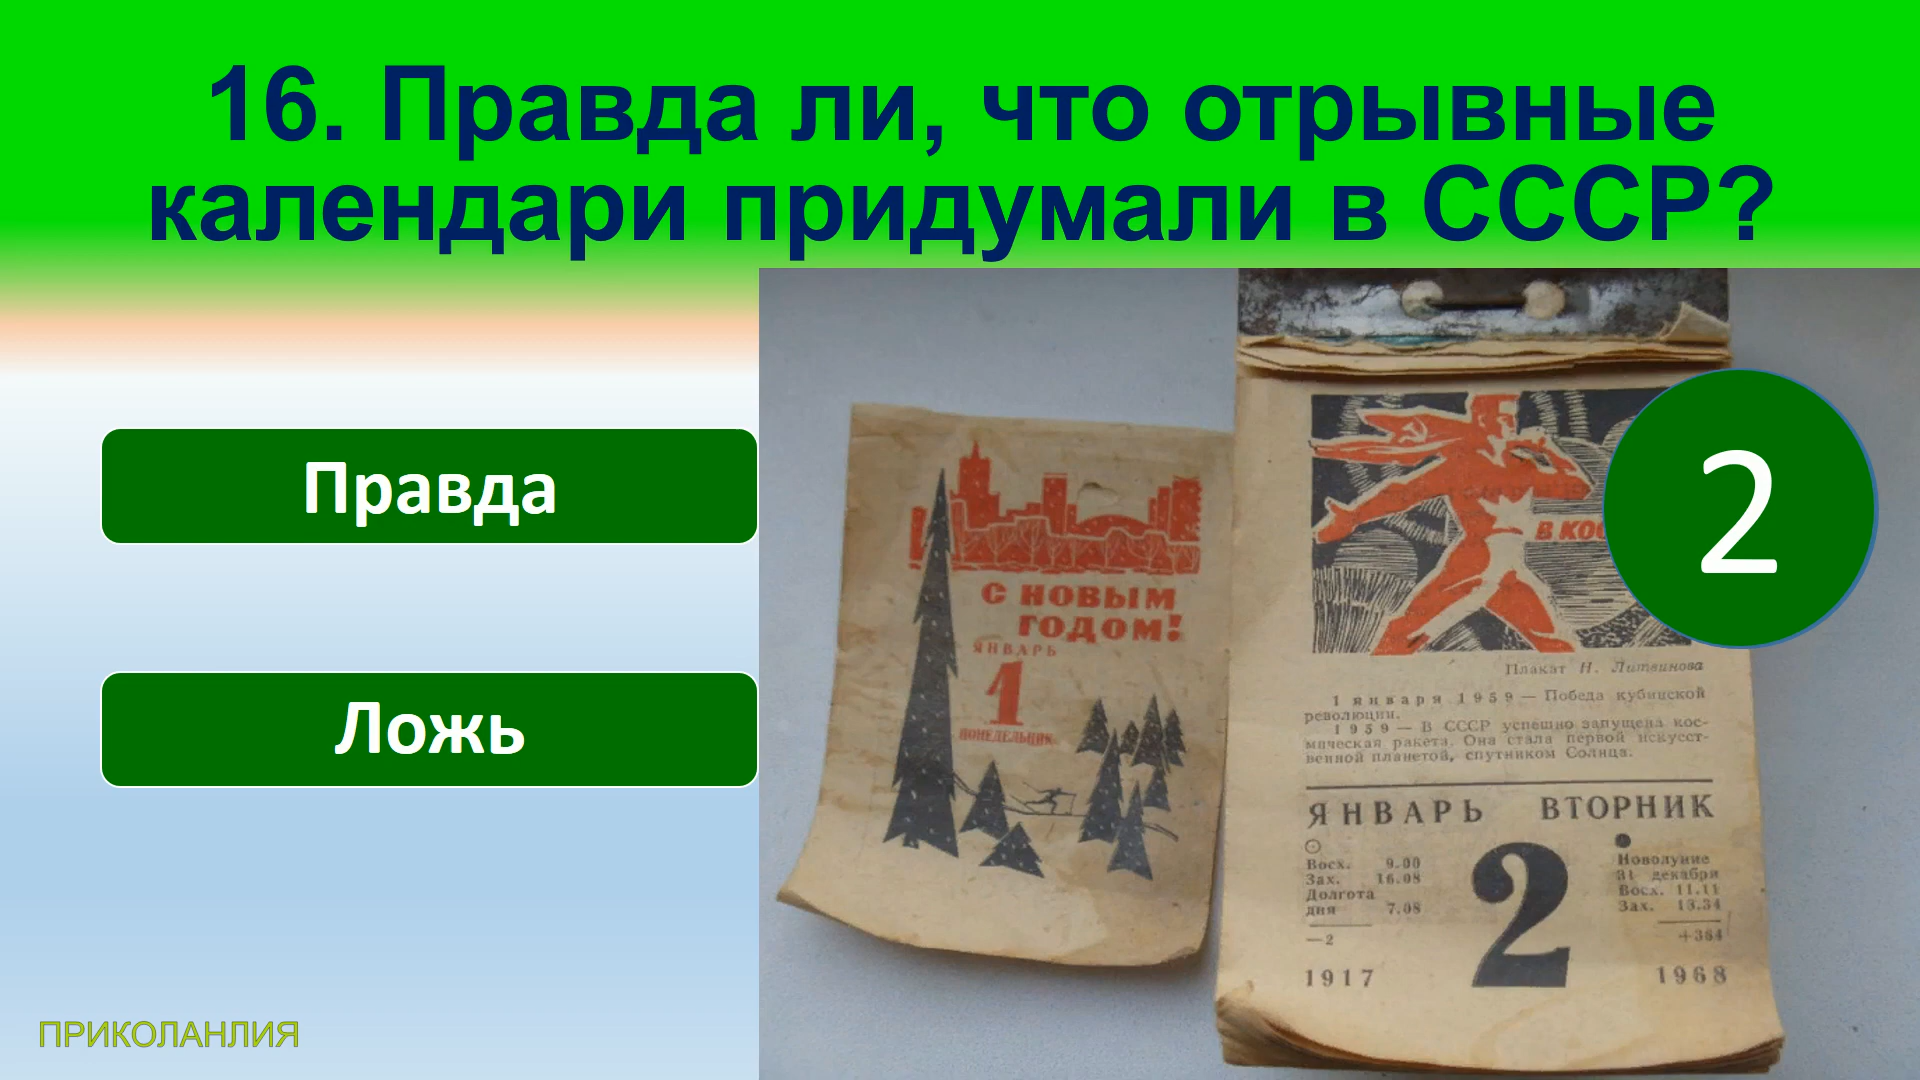 16. Правда ли, что отрывные
календари придумали в СССР?
Правда
Ложь
ПРИКОЛАНЛИЯ
С НОВЫМ
ГОДОМ!
ЯНВАРЬ
1
ПОНЕДЕЛЬНИК
В КОС
2
Плакат Н. Литвинова
1 января 1959 — Победа кубинской
революции.
1959 — В СССР успешно запущена кос-
мическая ракета. Она стала первой искусст-
венной планетой, спутником Солнца.
ЯНВАРЬ ВТОРНИК
Восх. 9.00
Зах. 16.08
Долгота
дня 7.08
—2
1917
2
Новолуние
31 декабря
Восх. 11.11
Зах. 13.34
+364
1968